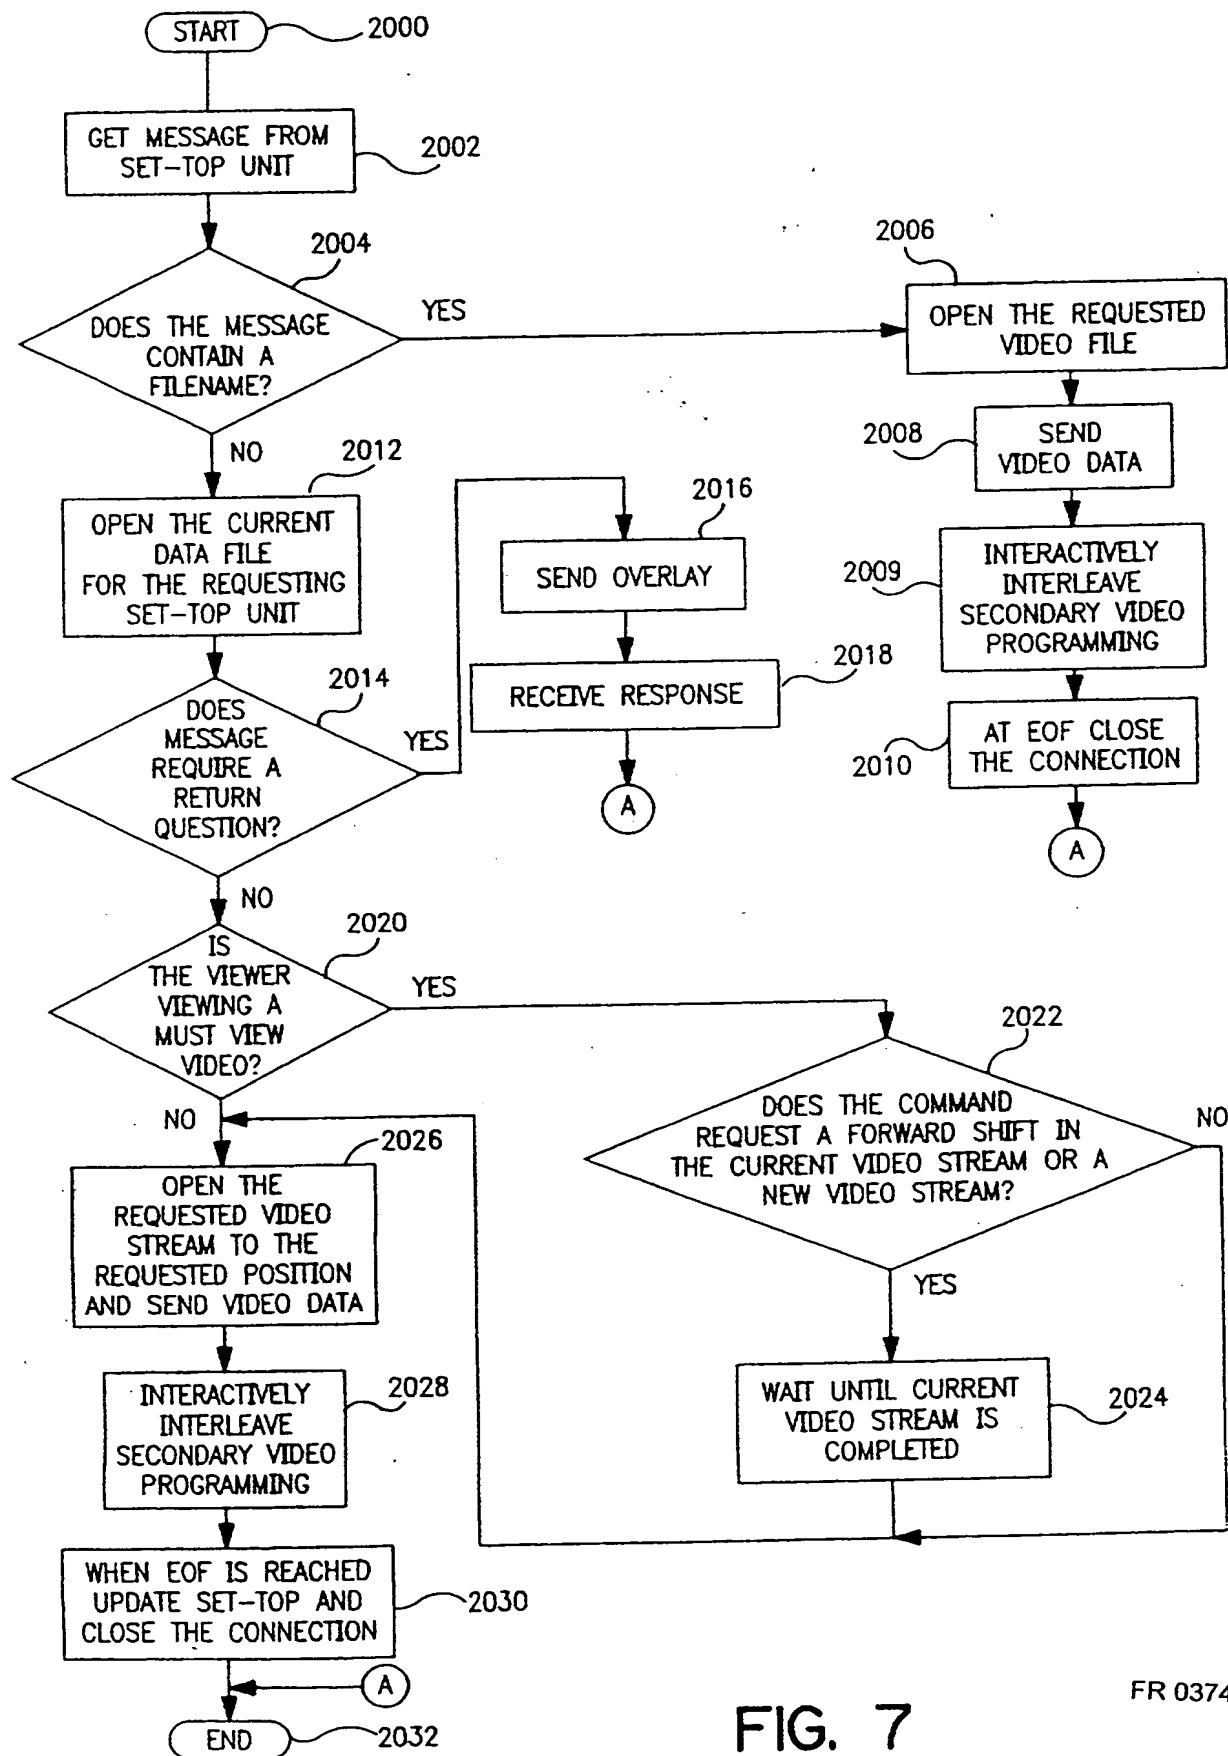 START
2000
GET MESSAGE FROM
SET-TOP UNIT
2002
2004
DOES THE MESSAGE
CONTAIN A
FILENAME?
YES
NO
2006
OPEN THE REQUESTED
VIDEO FILE
2008
SEND
VIDEO DATA
2009
INTERACTIVELY
INTERLEAVE
SECONDARY VIDEO
PROGRAMMING
2010
AT EOF CLOSE
THE CONNECTION
A
2012
OPEN THE CURRENT
DATA FILE
FOR THE REQUESTING
SET-TOP UNIT
2014
DOES
MESSAGE
REQUIRE A
RETURN
QUESTION?
YES
NO
2016
SEND OVERLAY
2018
RECEIVE RESPONSE
A
2020
IS
THE VIEWER
VIEWING A
MUST VIEW
VIDEO?
YES
NO
2022
DOES THE COMMAND
REQUEST A FORWARD SHIFT IN
THE CURRENT VIDEO STREAM OR A
NEW VIDEO STREAM?
NO
YES
2024
WAIT UNTIL CURRENT
VIDEO STREAM IS
COMPLETED
2026
OPEN THE
REQUESTED VIDEO
STREAM TO THE
REQUESTED POSITION
AND SEND VIDEO DATA
2028
INTERACTIVELY
INTERLEAVE
SECONDARY VIDEO
PROGRAMMING
WHEN EOF IS REACHED
UPDATE SET-TOP AND
CLOSE THE CONNECTION
2030
A
END
2032
FIG. 7
FR 0374